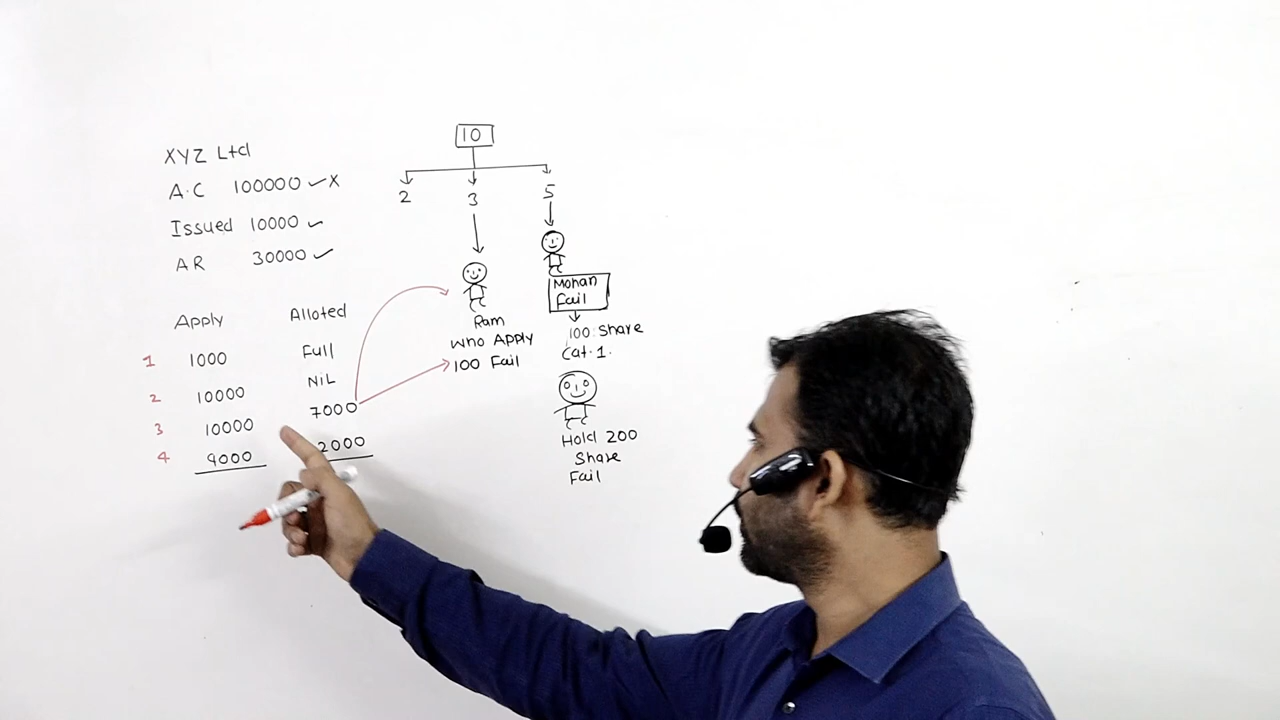 XYZ Ltd
A.C 100000 ✓ X
Issued 10000 ✓
AR 30000 ✓
Apply Alloted
1 1000 Full
2 10000 NiL
3 10000 7000
4 9000 2000
10
2 3 5
Ram
who Apply
100 Fail
Mohan
Fail
100 Share
Cat. 1.
Hold 200
Share
Fail